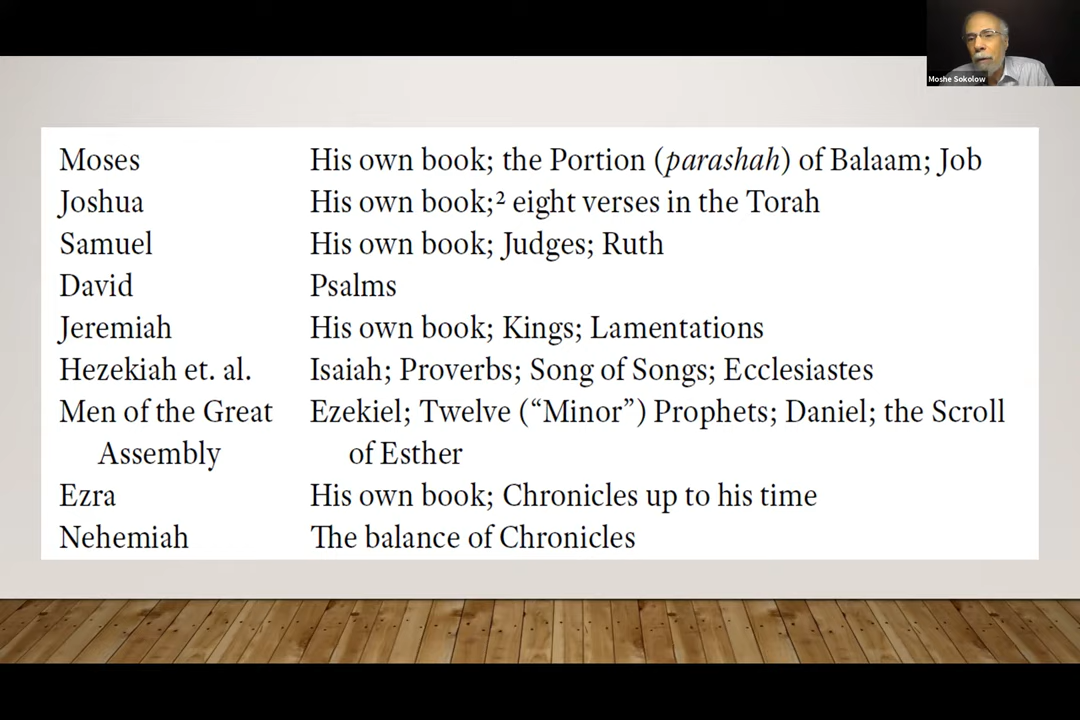 Moshe Sokolow
Moses His own book; the Portion (parashah) of Balaam; Job
Joshua His own book;² eight verses in the Torah
Samuel His own book; Judges; Ruth
David Psalms
Jeremiah His own book; Kings; Lamentations
Hezekiah et. al. Isaiah; Proverbs; Song of Songs; Ecclesiastes
Men of the Great Ezekiel; Twelve (“Minor”) Prophets; Daniel; the Scroll
Assembly of Esther
Ezra His own book; Chronicles up to his time
Nehemiah The balance of Chronicles